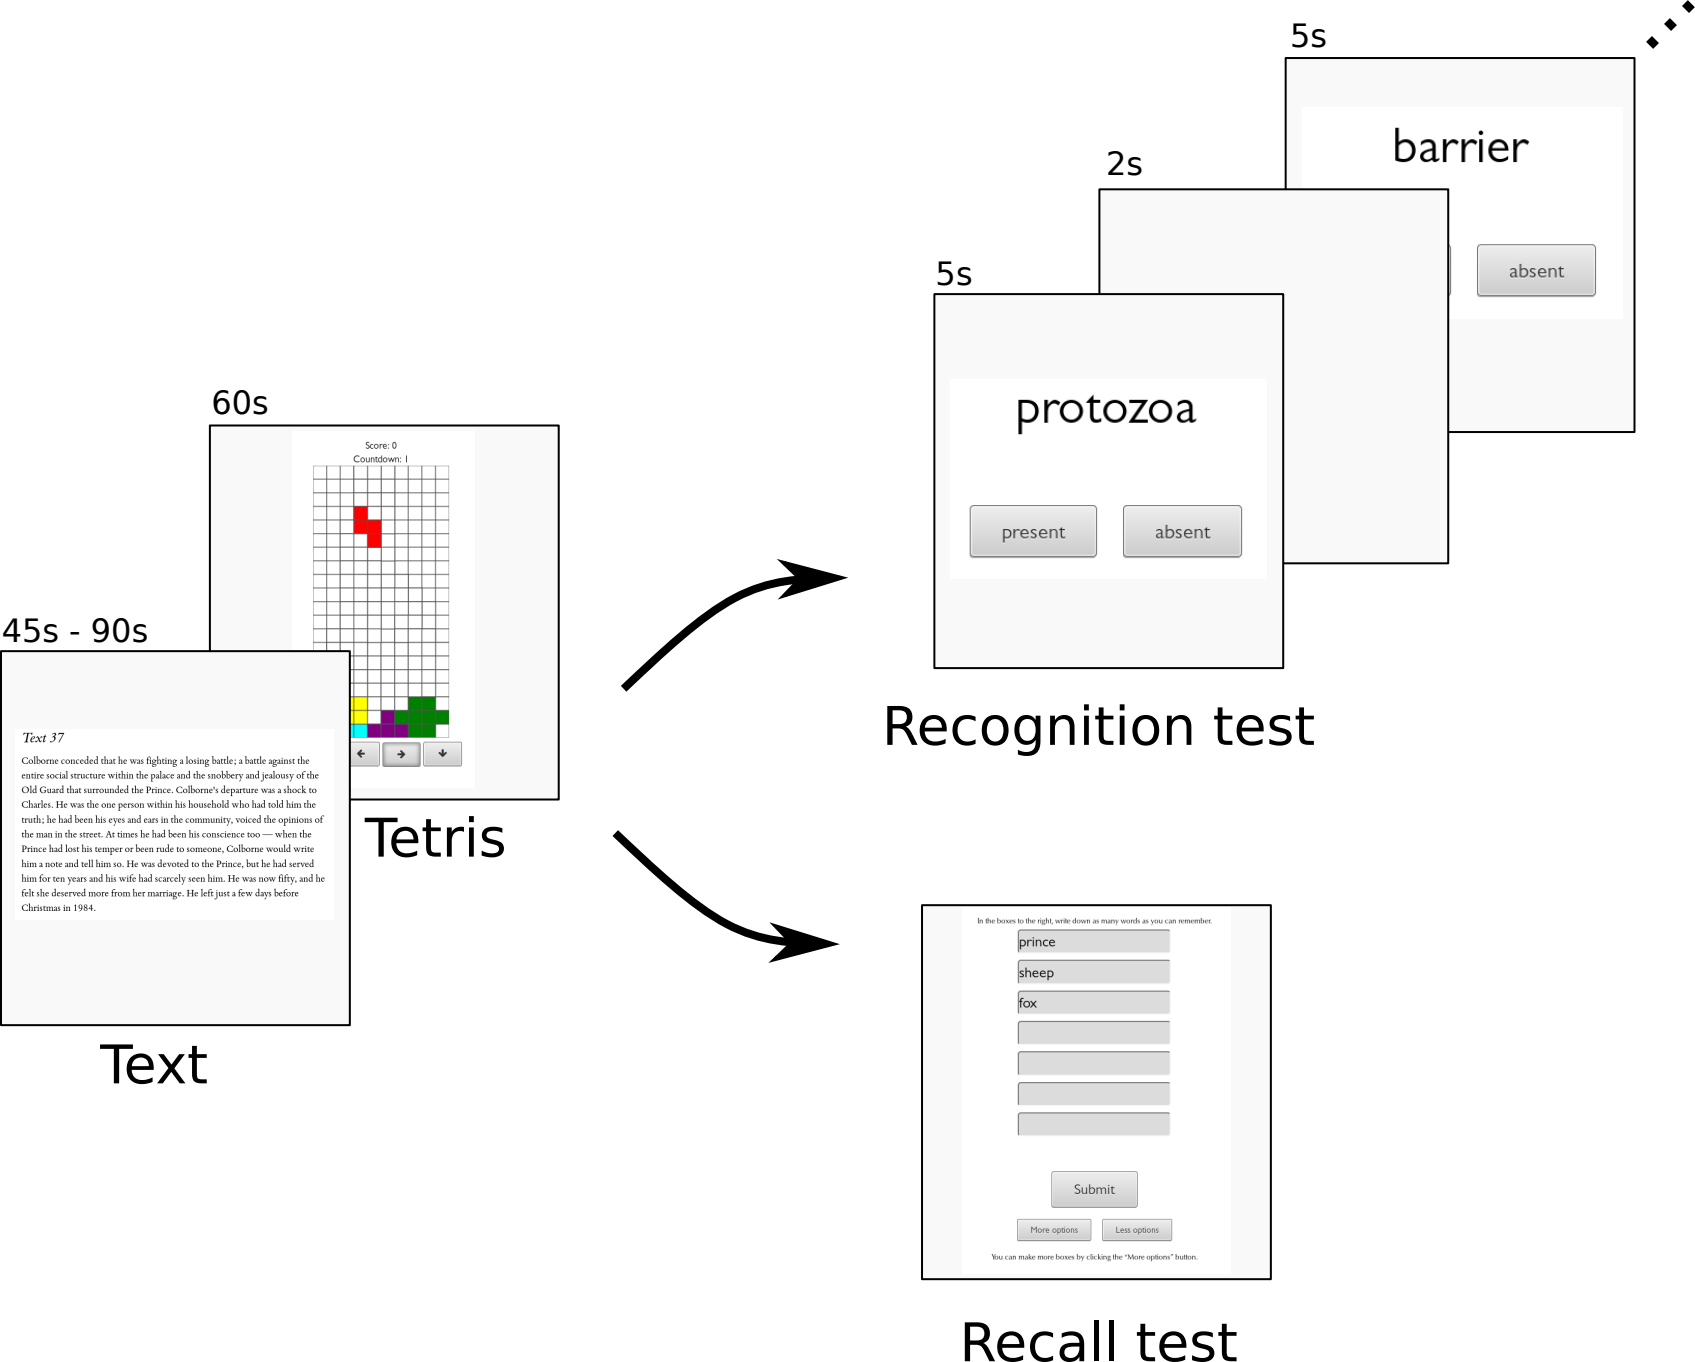 45s - 90s
Text 37
Colborne conceded that he was fighting a losing battle; a battle against the
entire social structure within the palace and the snobbery and jealousy of the
Old Guard that surrounded the Prince. Colborne's departure was a shock to
Charles. He was the one person within his household who had told him the
truth; he had been his eyes and ears in the community, voiced the opinions of
the man in the street. At times he had been his conscience too — when the
Prince had lost his temper or been rude to someone, Colborne would write
him a note and tell him so. He was devoted to the Prince, but he had served
him for ten years and his wife had scarcely seen him. He was now fifty, and he
felt she deserved more from her marriage. He left just a few days before
Christmas in 1984.
Text
60s
Score: 0
Countdown: 1
Tetris
5s
protozoa
present
absent
2s
5s
barrier
absent
Recognition test
In the boxes to the right, write down as many words as you can remember.
prince
sheep
fox
Submit
More options
Less options
You can make more boxes by clicking the "More options" button.
Recall test